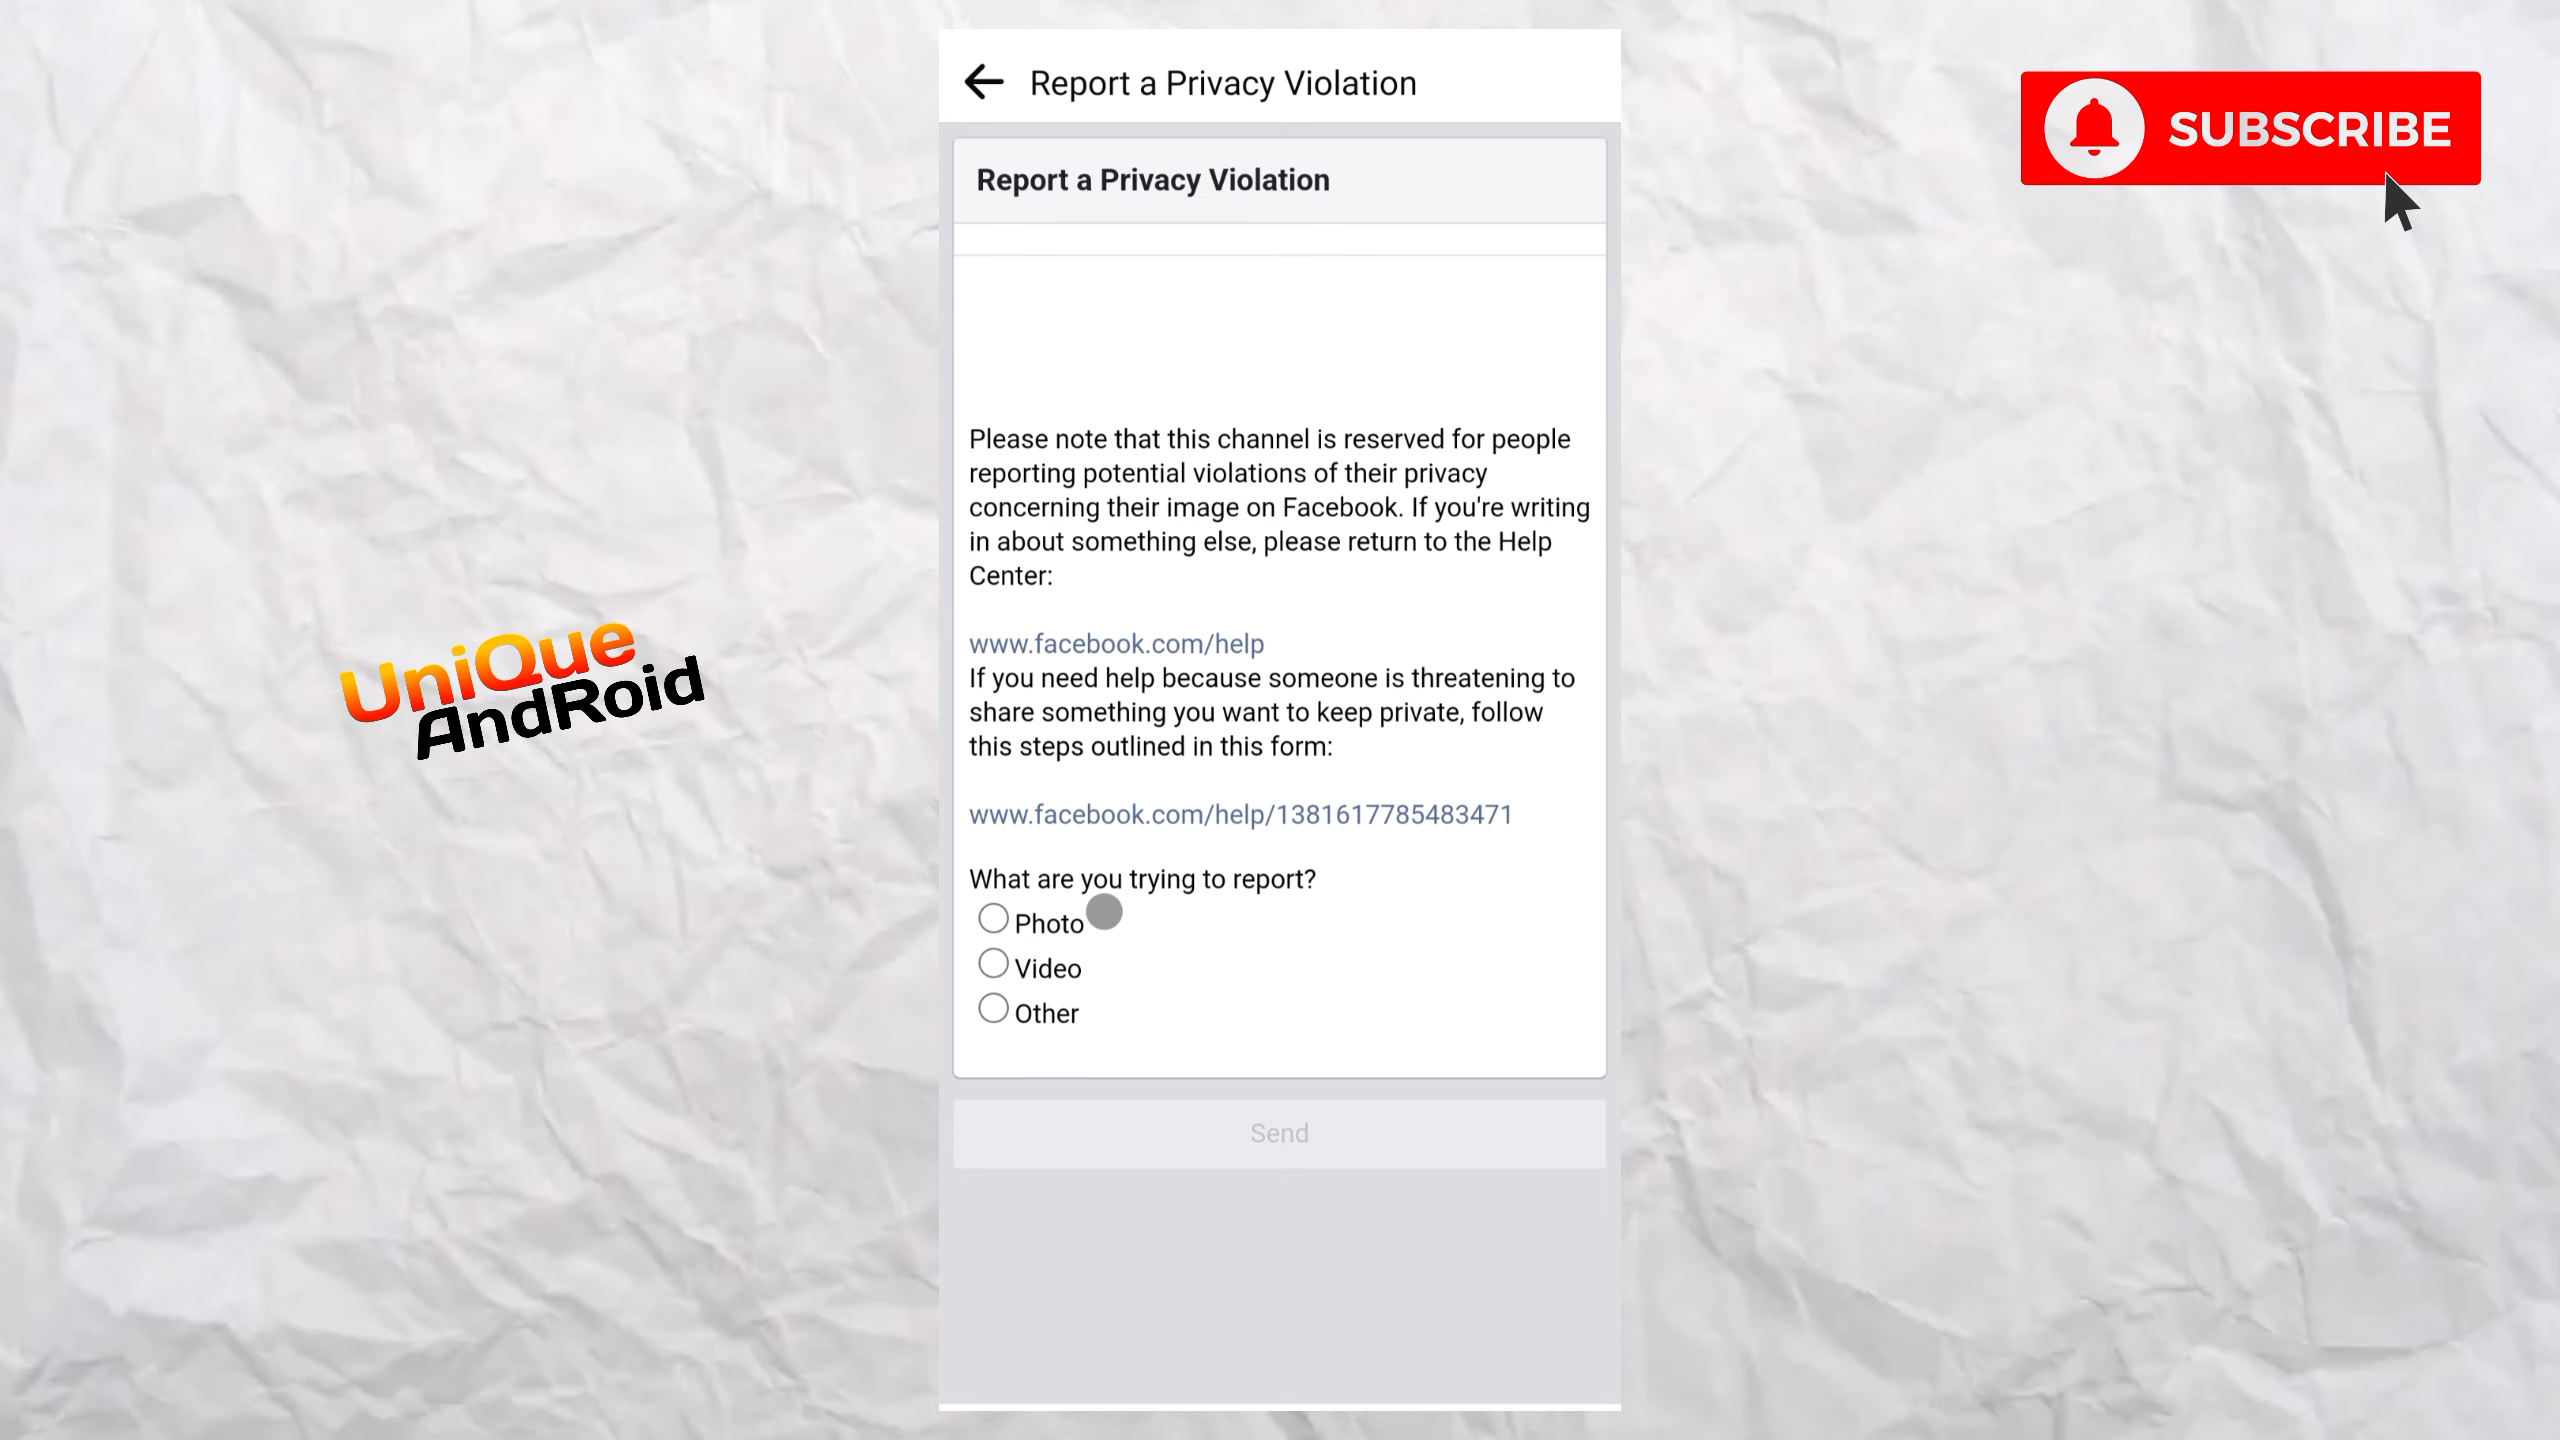 Report a Privacy Violation
SUBSCRIBE
Report a Privacy Violation
Please note that this channel is reserved for people
reporting potential violations of their privacy
concerning their image on Facebook. If you're writing
in about something else, please return to the Help
Center:
www.facebook.com/help
If you need help because someone is threatening to
share something you want to keep private, follow
this steps outlined in this form:
www.facebook.com/help/1381617785483471
UniQue
AndRoid
What are you trying to report?
Photo
Video
Other
Send